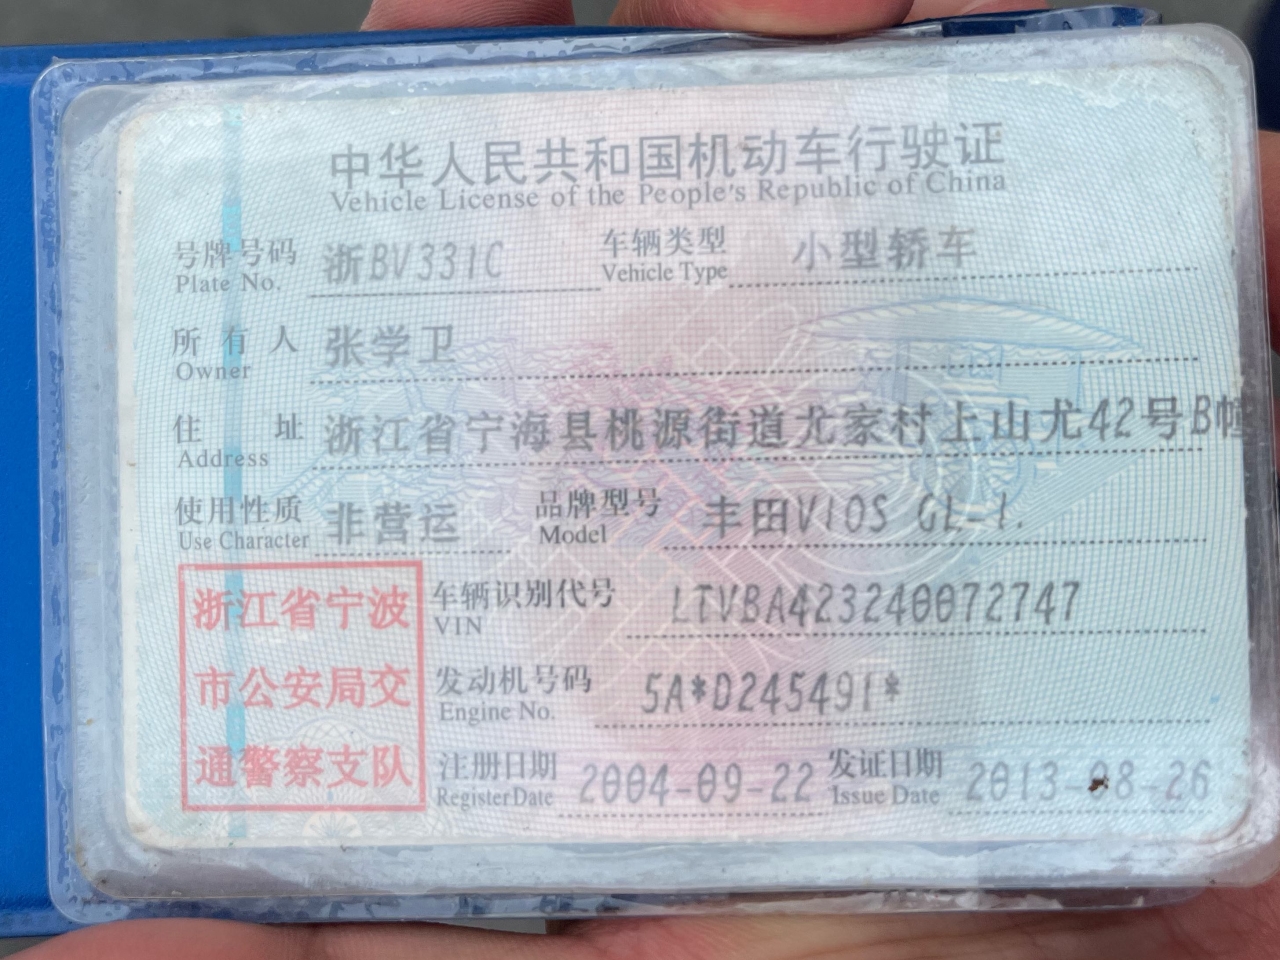 中华人民共和国机动车行驶证
Vehicle License of the People's Republic of China
号牌号码 浙BV331C 车辆类型 小型轿车
Plate No. Vehicle Type
所有人 张学卫
Owner
住址 浙江省宁海县桃源街道尤家村上山尤42号B幢
Address
使用性质 非营运 品牌型号 丰田VIOS GL-1.
Use Character Model
浙江省宁波
市公安局交
通警察支队
车辆识别代号 LTVBA423240072747
VIN
发动机号码 5A*D245491*
Engine No.
注册日期 2004-09-22 发证日期 2013-08-26
Register Date Issue Date